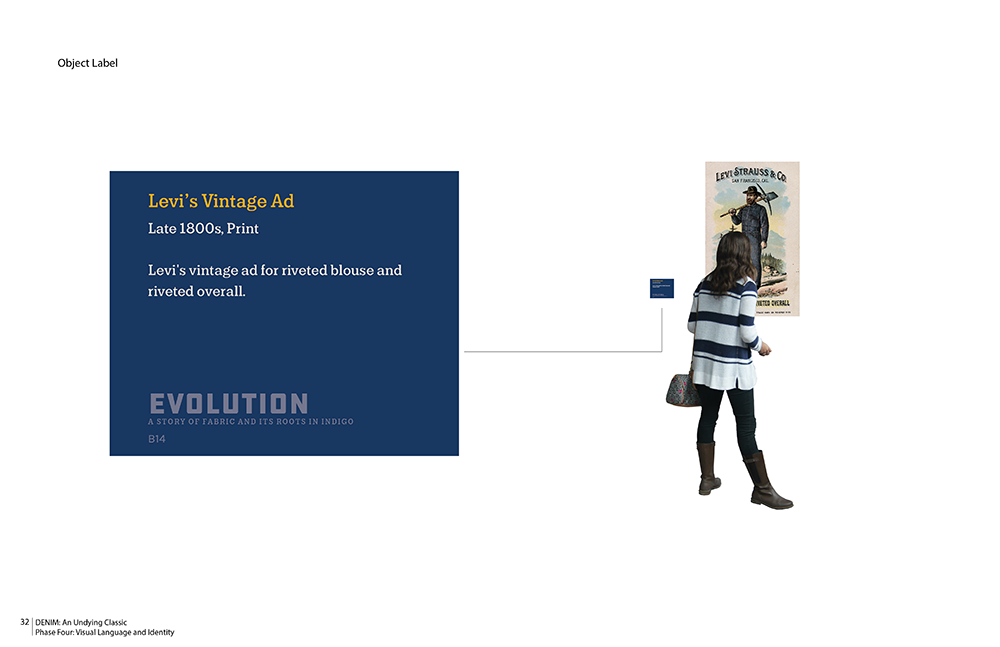 Object Label
Levi's Vintage Ad
Late 1800s, Print
Levi's vintage ad for riveted blouse and
riveted overall.
EVOLUTION
A STORY OF FABRIC AND ITS ROOTS IN INDIGO
B14
LEVI STRAUSS & CO.
SAN FRANCISCO, CAL.
OVERALL
32
DENIM: An Undying Classic
Phase Four: Visual Language and Identity